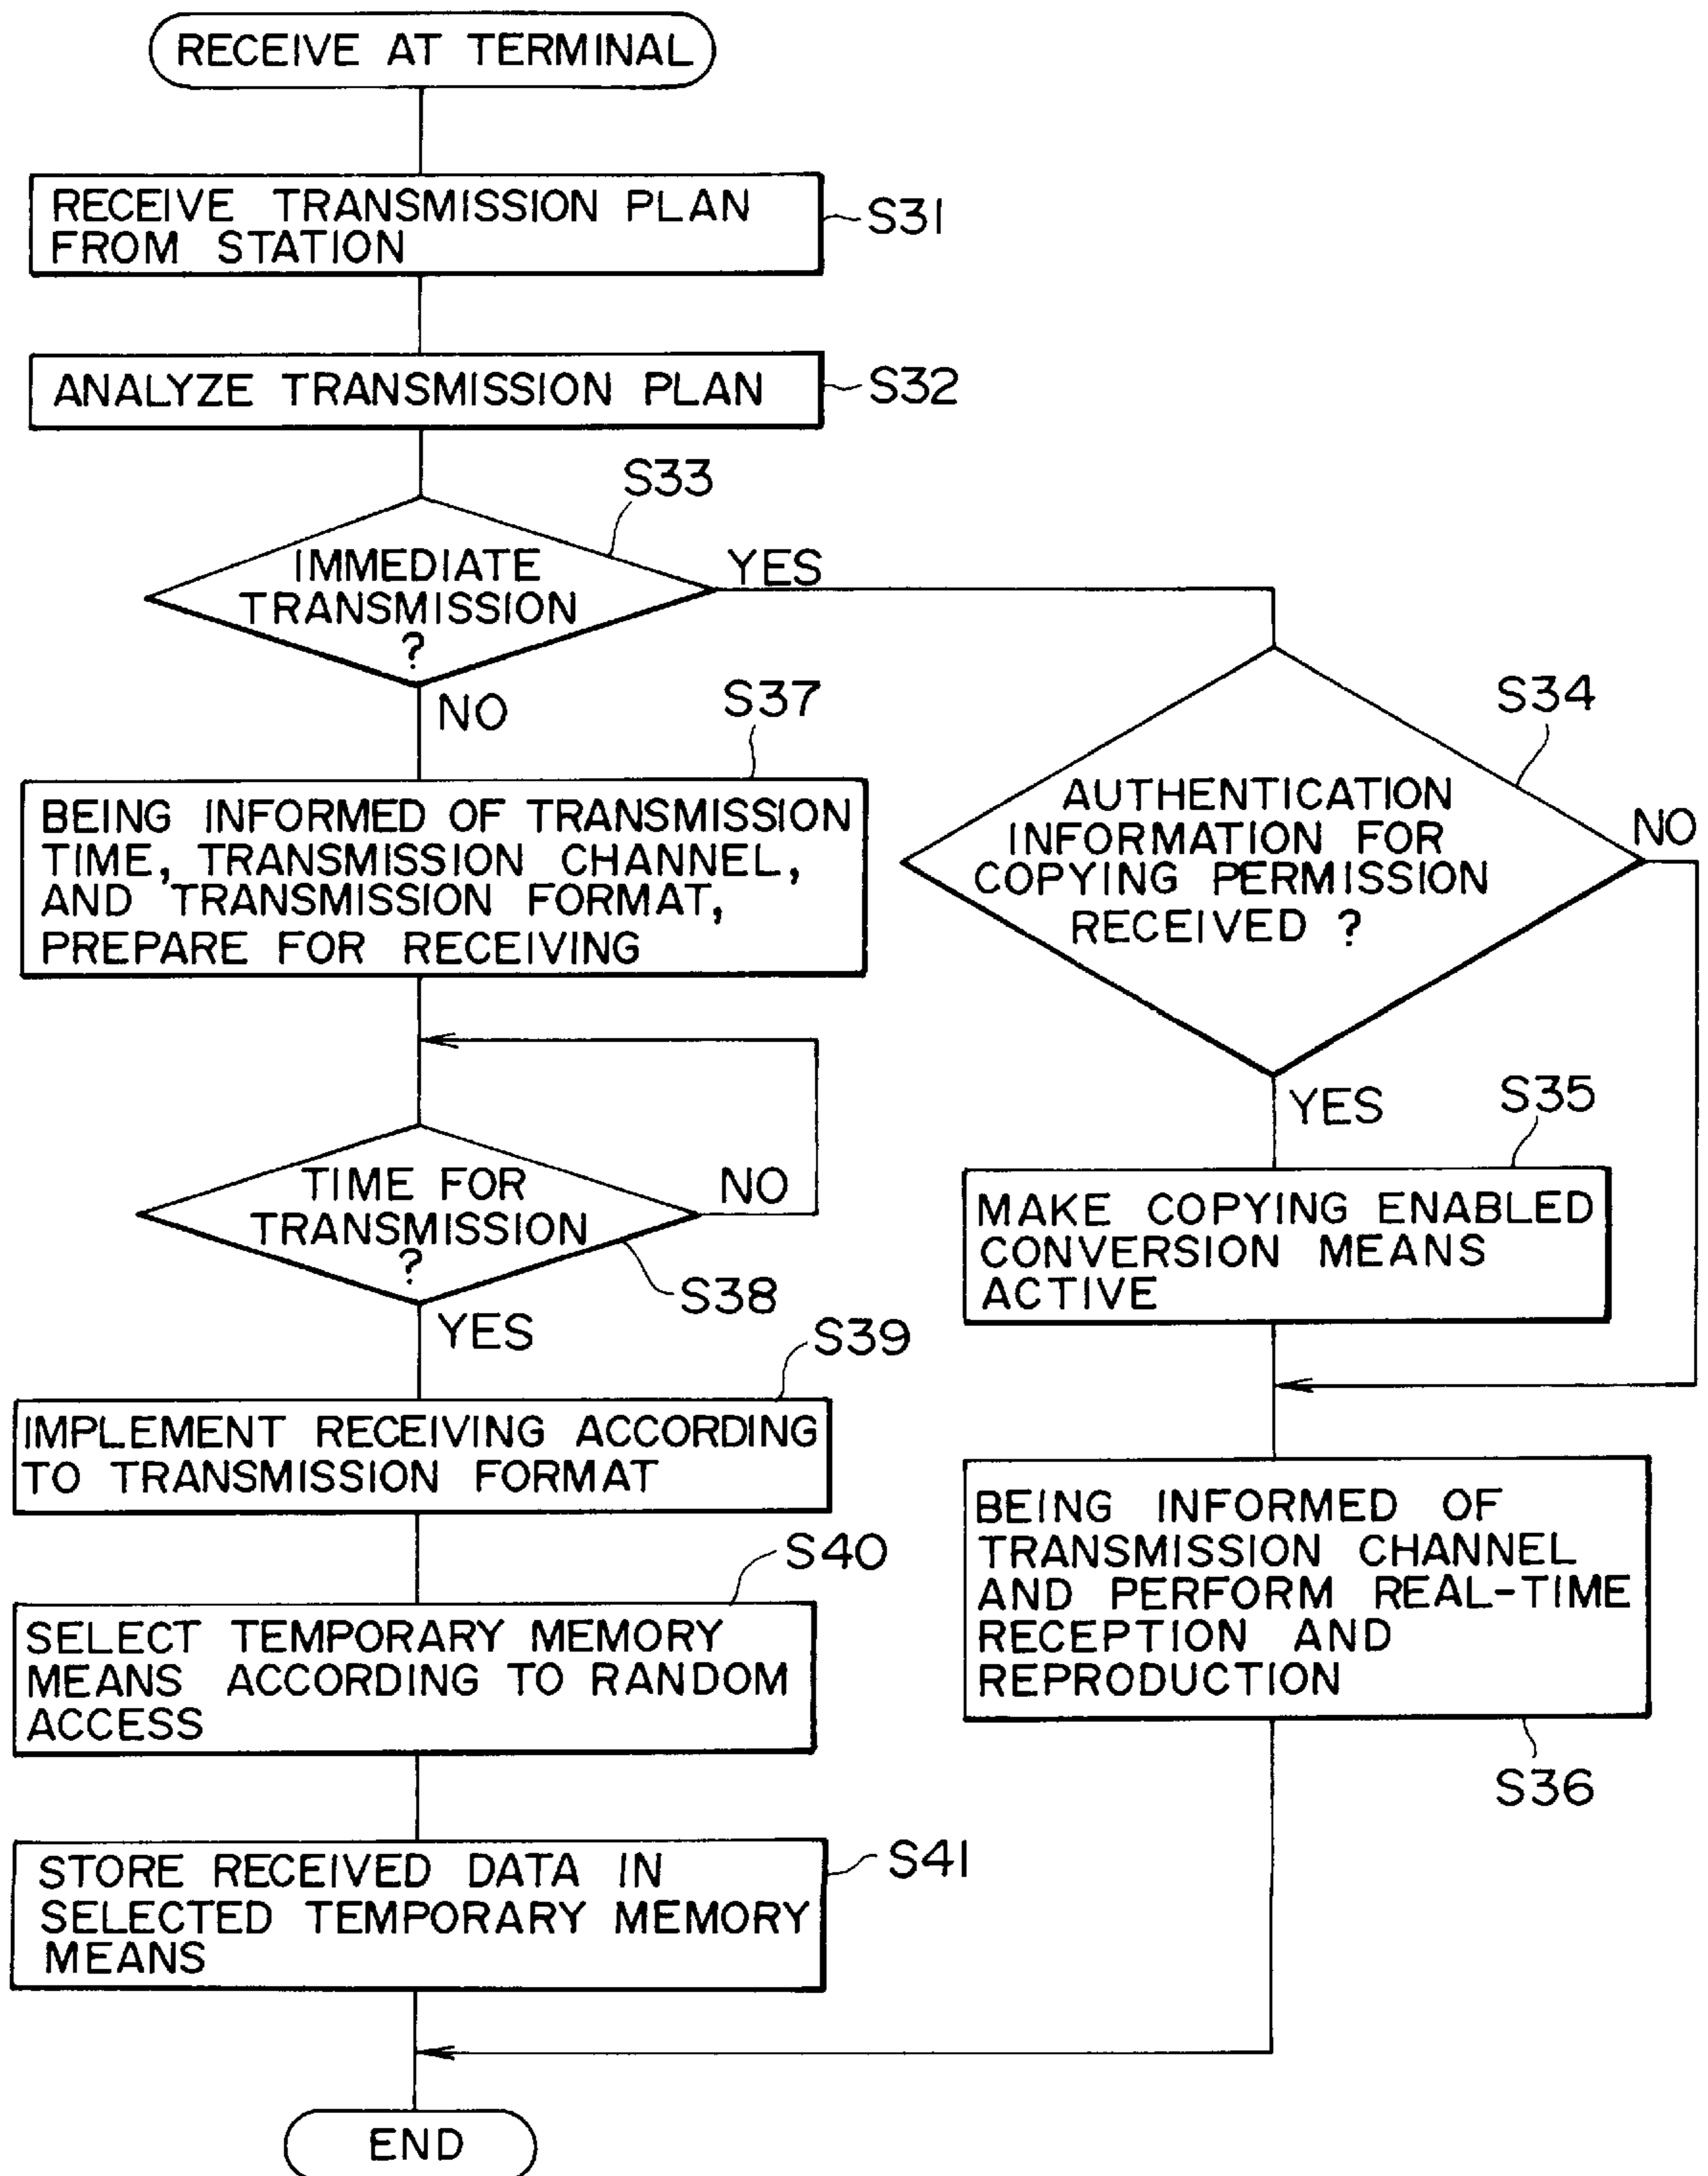 RECEIVE AT TERMINAL
RECEIVE TRANSMISSION PLAN
FROM STATION
S31
ANALYZE TRANSMISSION PLAN
S32
S33
IMMEDIATE
TRANSMISSION
?
YES
NO
S37
BEING INFORMED OF TRANSMISSION
TIME, TRANSMISSION CHANNEL,
AND TRANSMISSION FORMAT,
PREPARE FOR RECEIVING
S34
AUTHENTICATION
INFORMATION FOR
COPYING PERMISSION
RECEIVED ?
NO
YES
S35
MAKE COPYING ENABLED
CONVERSION MEANS
ACTIVE
TIME FOR
TRANSMISSION
?
NO
S38
YES
S39
IMPLEMENT RECEIVING ACCORDING
TO TRANSMISSION FORMAT
S40
SELECT TEMPORARY MEMORY
MEANS ACCORDING TO RANDOM
ACCESS
BEING INFORMED OF
TRANSMISSION CHANNEL
AND PERFORM REAL-TIME
RECEPTION AND
REPRODUCTION
S36
STORE RECEIVED DATA IN
SELECTED TEMPORARY MEMORY
MEANS
S41
END